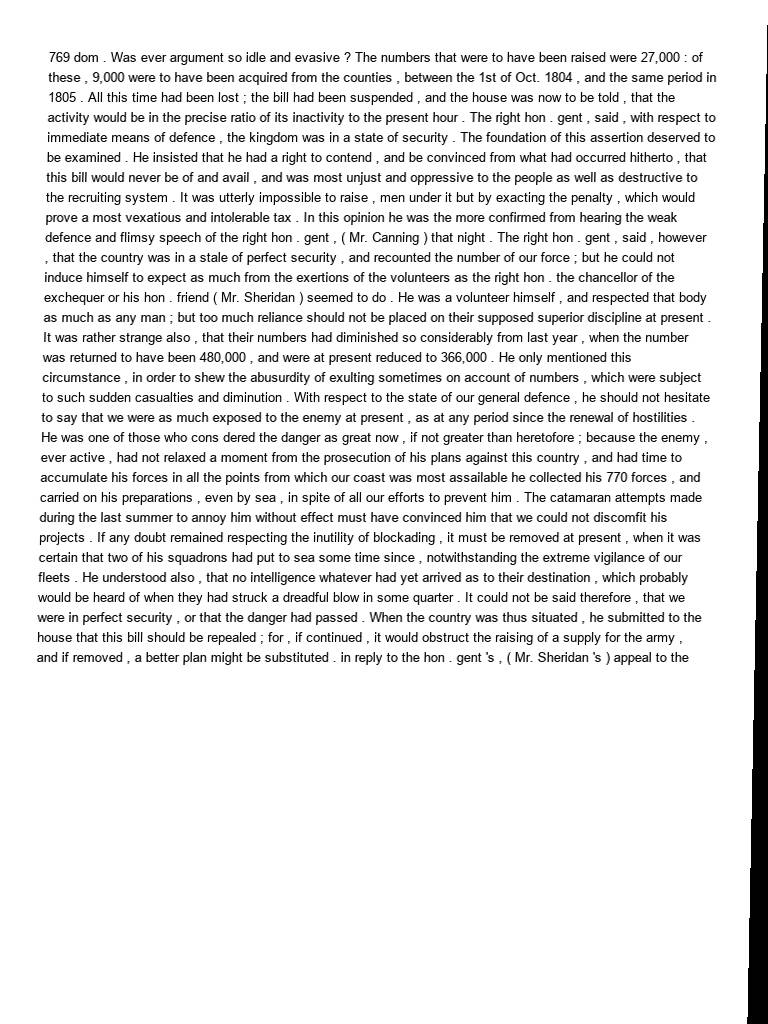 769 dom . Was ever argument so idle and evasive ? The numbers that were to have been raised were 27,000 : of
these , 9,000 were to have been acquired from the counties , between the 1st of Oct. 1804 , and the same period in
1805 . All this time had been lost ; the bill had been suspended , and the house was now to be told , that the
activity would be in the precise ratio of its inactivity to the present hour . The right hon . gent , said , with respect to
immediate means of defence , the kingdom was in a state of security . The foundation of this assertion deserved to
be examined . He insisted that he had a right to contend , and be convinced from what had occurred hitherto , that
this bill would never be of and avail , and was most unjust and oppressive to the people as well as destructive to
the recruiting system . It was utterly impossible to raise , men under it but by exacting the penalty , which would
prove a most vexatious and intolerable tax . In this opinion he was the more confirmed from hearing the weak
defence and flimsy speech of the right hon . gent , ( Mr. Canning ) that night . The right hon . gent , said , however
, that the country was in a stale of perfect security , and recounted the number of our force ; but he could not
induce himself to expect as much from the exertions of the volunteers as the right hon . the chancellor of the
exchequer or his hon . friend ( Mr. Sheridan ) seemed to do . He was a volunteer himself , and respected that body
as much as any man ; but too much reliance should not be placed on their supposed superior discipline at present .
It was rather strange also , that their numbers had diminished so considerably from last year , when the number
was returned to have been 480,000 , and were at present reduced to 366,000 . He only mentioned this
circumstance , in order to shew the abusurdity of exulting sometimes on account of numbers , which were subject
to such sudden casualties and diminution . With respect to the state of our general defence , he should not hesitate
to say that we were as much exposed to the enemy at present , as at any period since the renewal of hostilities .
He was one of those who cons dered the danger as great now , if not greater than heretofore ; because the enemy ,
ever active , had not relaxed a moment from the prosecution of his plans against this country , and had time to
accumulate his forces in all the points from which our coast was most assailable he collected his 770 forces , and
carried on his preparations , even by sea , in spite of all our efforts to prevent him . The catamaran attempts made
during the last summer to annoy him without effect must have convinced him that we could not discomfit his
projects . If any doubt remained respecting the inutility of blockading , it must be removed at present , when it was
certain that two of his squadrons had put to sea some time since , notwithstanding the extreme vigilance of our
fleets . He understood also , that no intelligence whatever had yet arrived as to their destination , which probably
would be heard of when they had struck a dreadful blow in some quarter . It could not be said therefore , that we
were in perfect security , or that the danger had passed . When the country was thus situated , he submitted to the
house that this bill should be repealed ; for , if continued , it would obstruct the raising of a supply for the army ,
and if removed , a better plan might be substituted . in reply to the hon . gent 's , ( Mr. Sheridan 's ) appeal to the